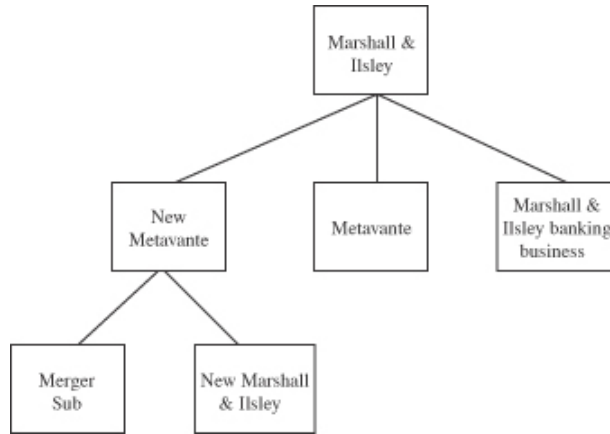 Marshall &
Ilsley
New
Metavante
Metavante
Marshall &
Ilsley banking
business
Merger
Sub
New Marshall
& Ilsley